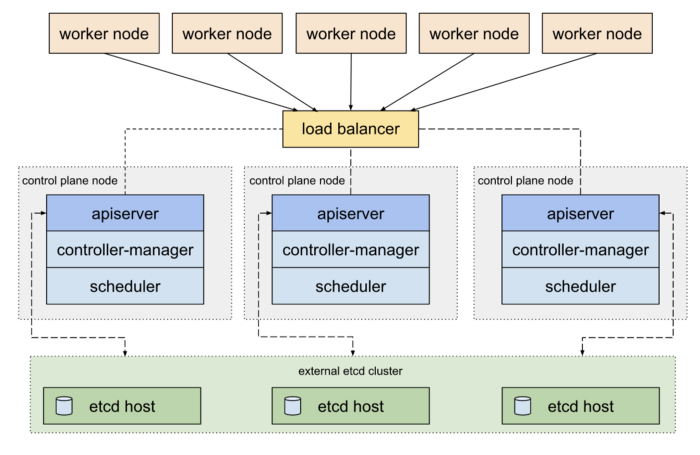 worker node
worker node
worker node
worker node
worker node
load balancer
control plane node
apiserver
controller-manager
scheduler
control plane node
apiserver
controller-manager
scheduler
control plane node
apiserver
controller-manager
scheduler
external etcd cluster
etcd host
etcd host
etcd host